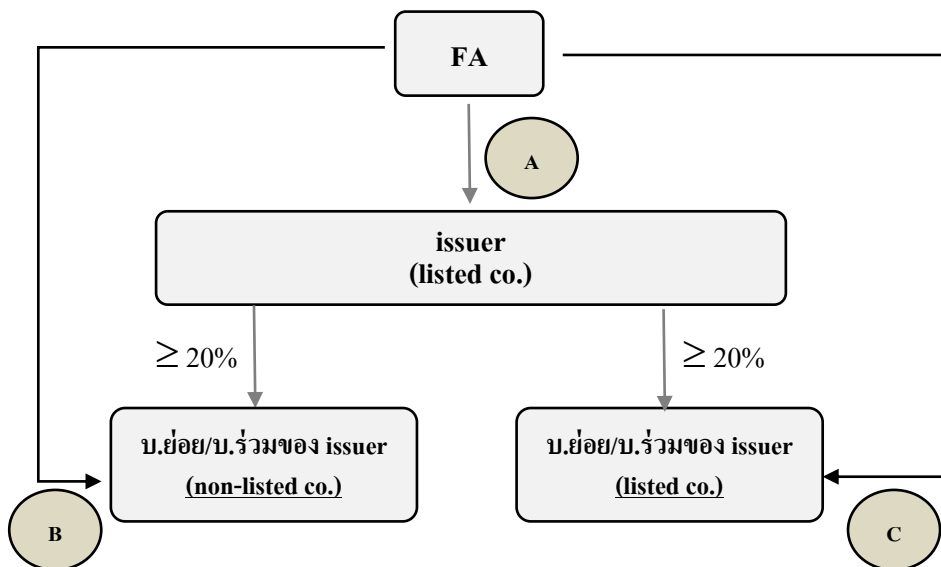 FA
A
issuer
(listed co.)
≥ 20%
≥ 20%
บ.ย่อย/บ.ร่วมของ issuer
(non-listed co.)
บ.ย่อย/บ.ร่วมของ issuer
(listed co.)
B
C